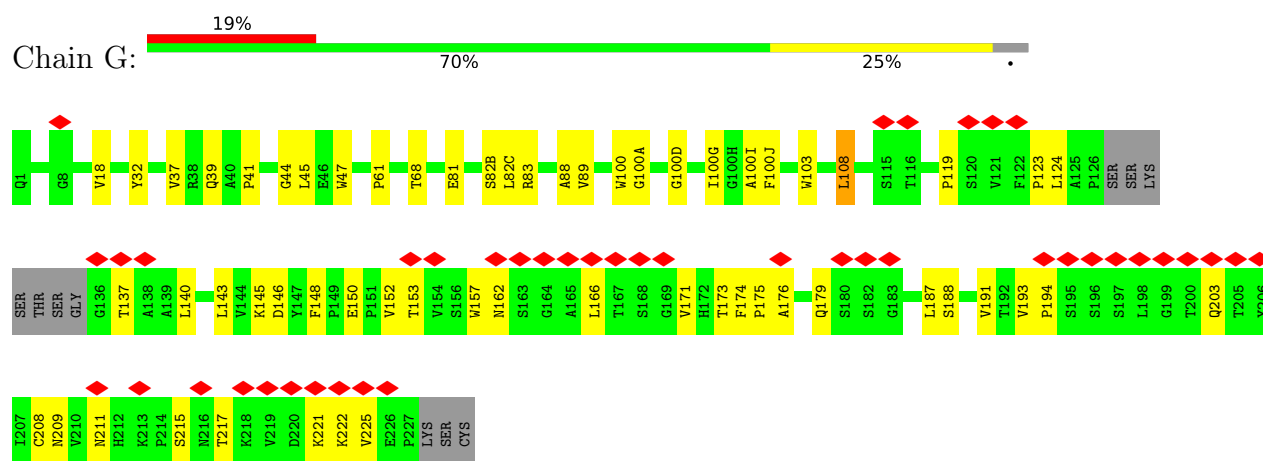 19%
Chain G:
70% 25% •
Q1 G8 V18 Y32 V37 R38 Q39 A40 P41 G44 L45 E46 W47 P61 T68 E81 S82B L82C R83 A88 V89 W100 G100A G100D I100G G100H A100I F100J W103 L108 S115 T116 P119 S120 V121 F122 P123 L124 A125 P126 SER SER LYS
SER THR SER GLY G136 T137 A138 A139 L140 L143 V144 K145 D146 Y147 F148 P149 E150 P151 V152 T153 V154 S156 W157 N162 S163 G164 A165 L166 T167 S168 G169 V171 H172 T173 F174 P175 A176 Q179 S180 S182 G183 L187 S188 V191 T192 V193 P194 S195 S196 S197 L198 G199 T200 Q203 T205 Y206
I207 C208 N209 V210 N211 H212 K213 P214 S215 N216 T217 K218 V219 D220 K221 K222 V225 E226 P227 LYS SER CYS